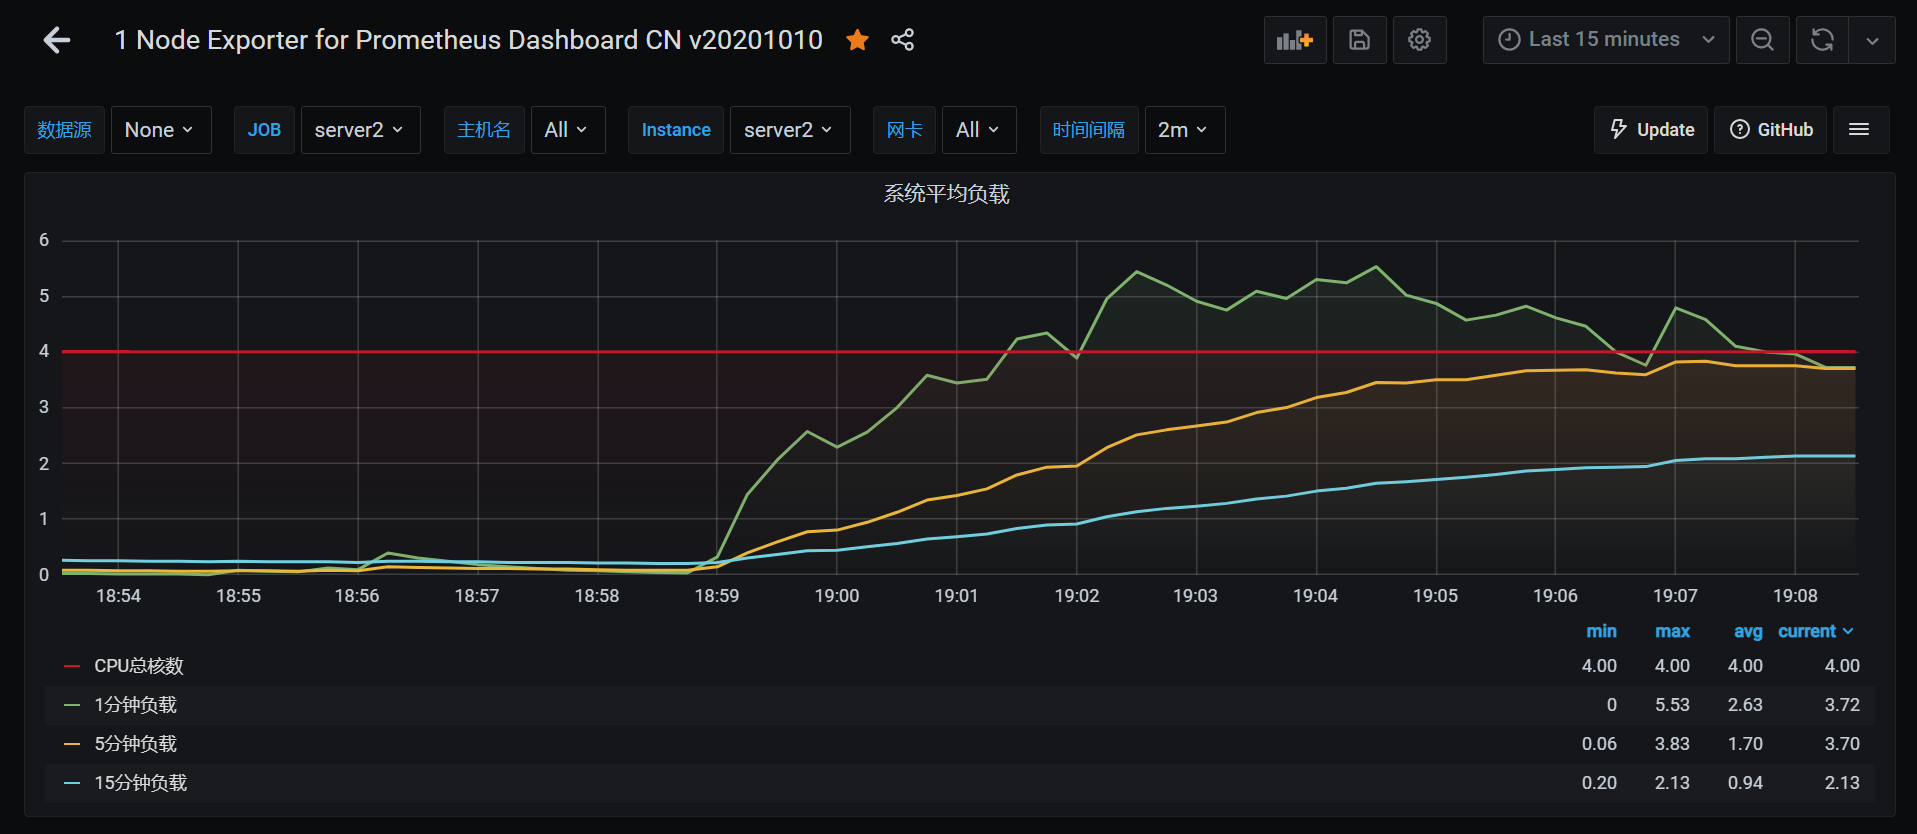 1 Node Exporter for Prometheus Dashboard CN v20201010
Last 15 minutes
数据源 None JOB server2 主机名 All Instance server2 网卡 All 时间间隔 2m Update GitHub
系统平均负载
6
5
4
3
2
1
0
18:54 18:55 18:56 18:57 18:58 18:59 19:00 19:01 19:02 19:03 19:04 19:05 19:06 19:07 19:08
min max avg current
CPU总核数 4.00 4.00 4.00 4.00
1分钟负载 0 5.53 2.63 3.72
5分钟负载 0.06 3.83 1.70 3.70
15分钟负载 0.20 2.13 0.94 2.13